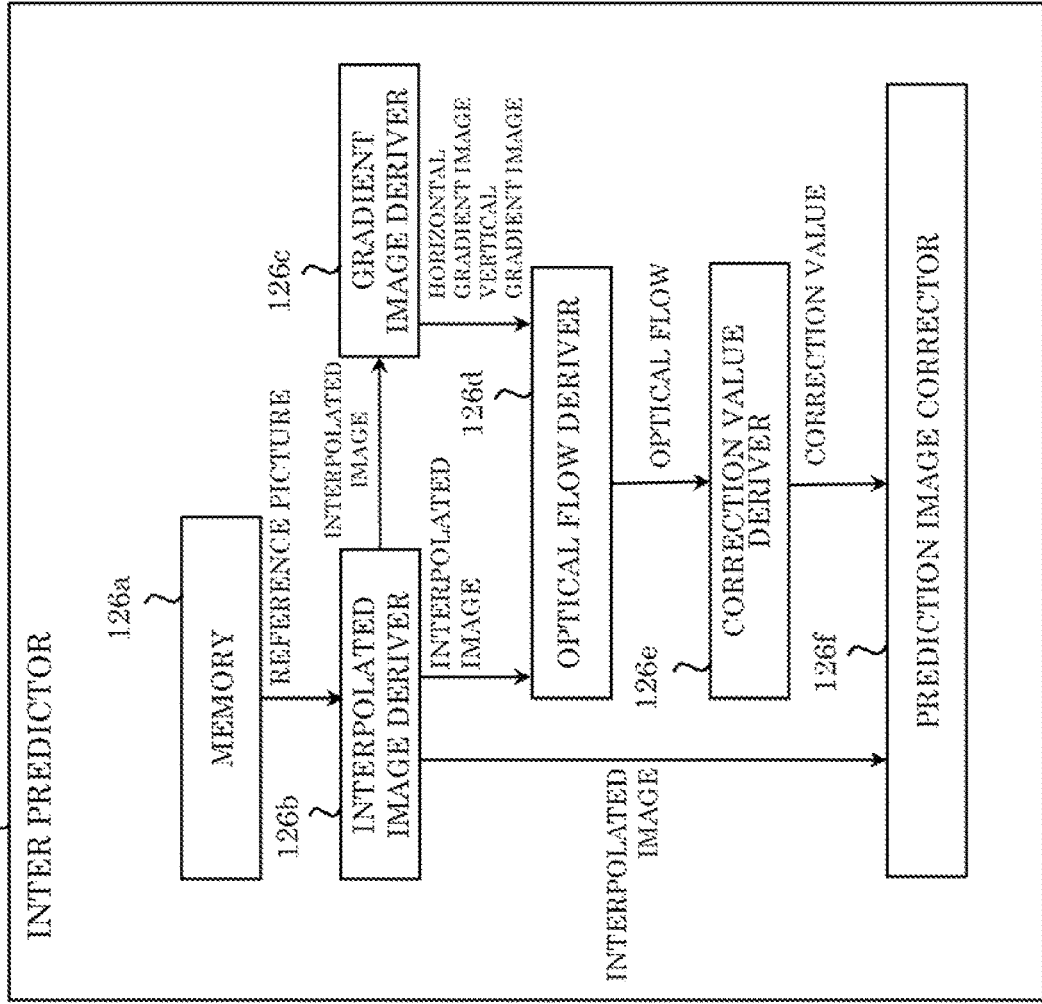 INTER PREDICTOR
126a
MEMORY
REFERENCE PICTURE
126b
INTERPOLATED
IMAGE DERIVER
INTERPOLATED
IMAGE
126c
GRADIENT
IMAGE DERIVER
HORIZONTAL
GRADIENT IMAGE
VERTICAL
GRADIENT IMAGE
INTERPOLATED
IMAGE
126d
OPTICAL FLOW DERIVER
OPTICAL FLOW
126e
CORRECTION VALUE
DERIVER
CORRECTION VALUE
INTERPOLATED
IMAGE
126f
PREDICTION IMAGE CORRECTOR